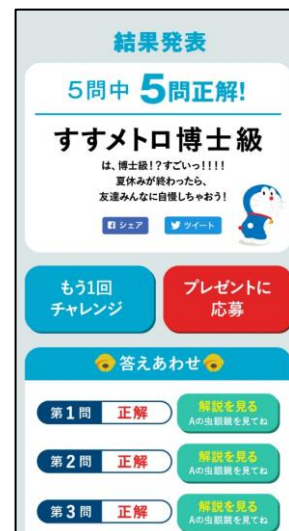 結果発表
5問中 5問正解!
すすメトロ博士級
は、博士級!?すごいっ!!!!
夏休みが終わったら、
友達みんなに自慢しちゃおう!
シェア ツイート
もう1回
チャレンジ
プレゼントに
応募
答えあわせ
第1問 正解 解説を見る
Aの虫眼鏡を見てね
第2問 正解 解説を見る
Aの虫眼鏡を見てね
第3問 正解 解説を見る
Aの虫眼鏡を見てね